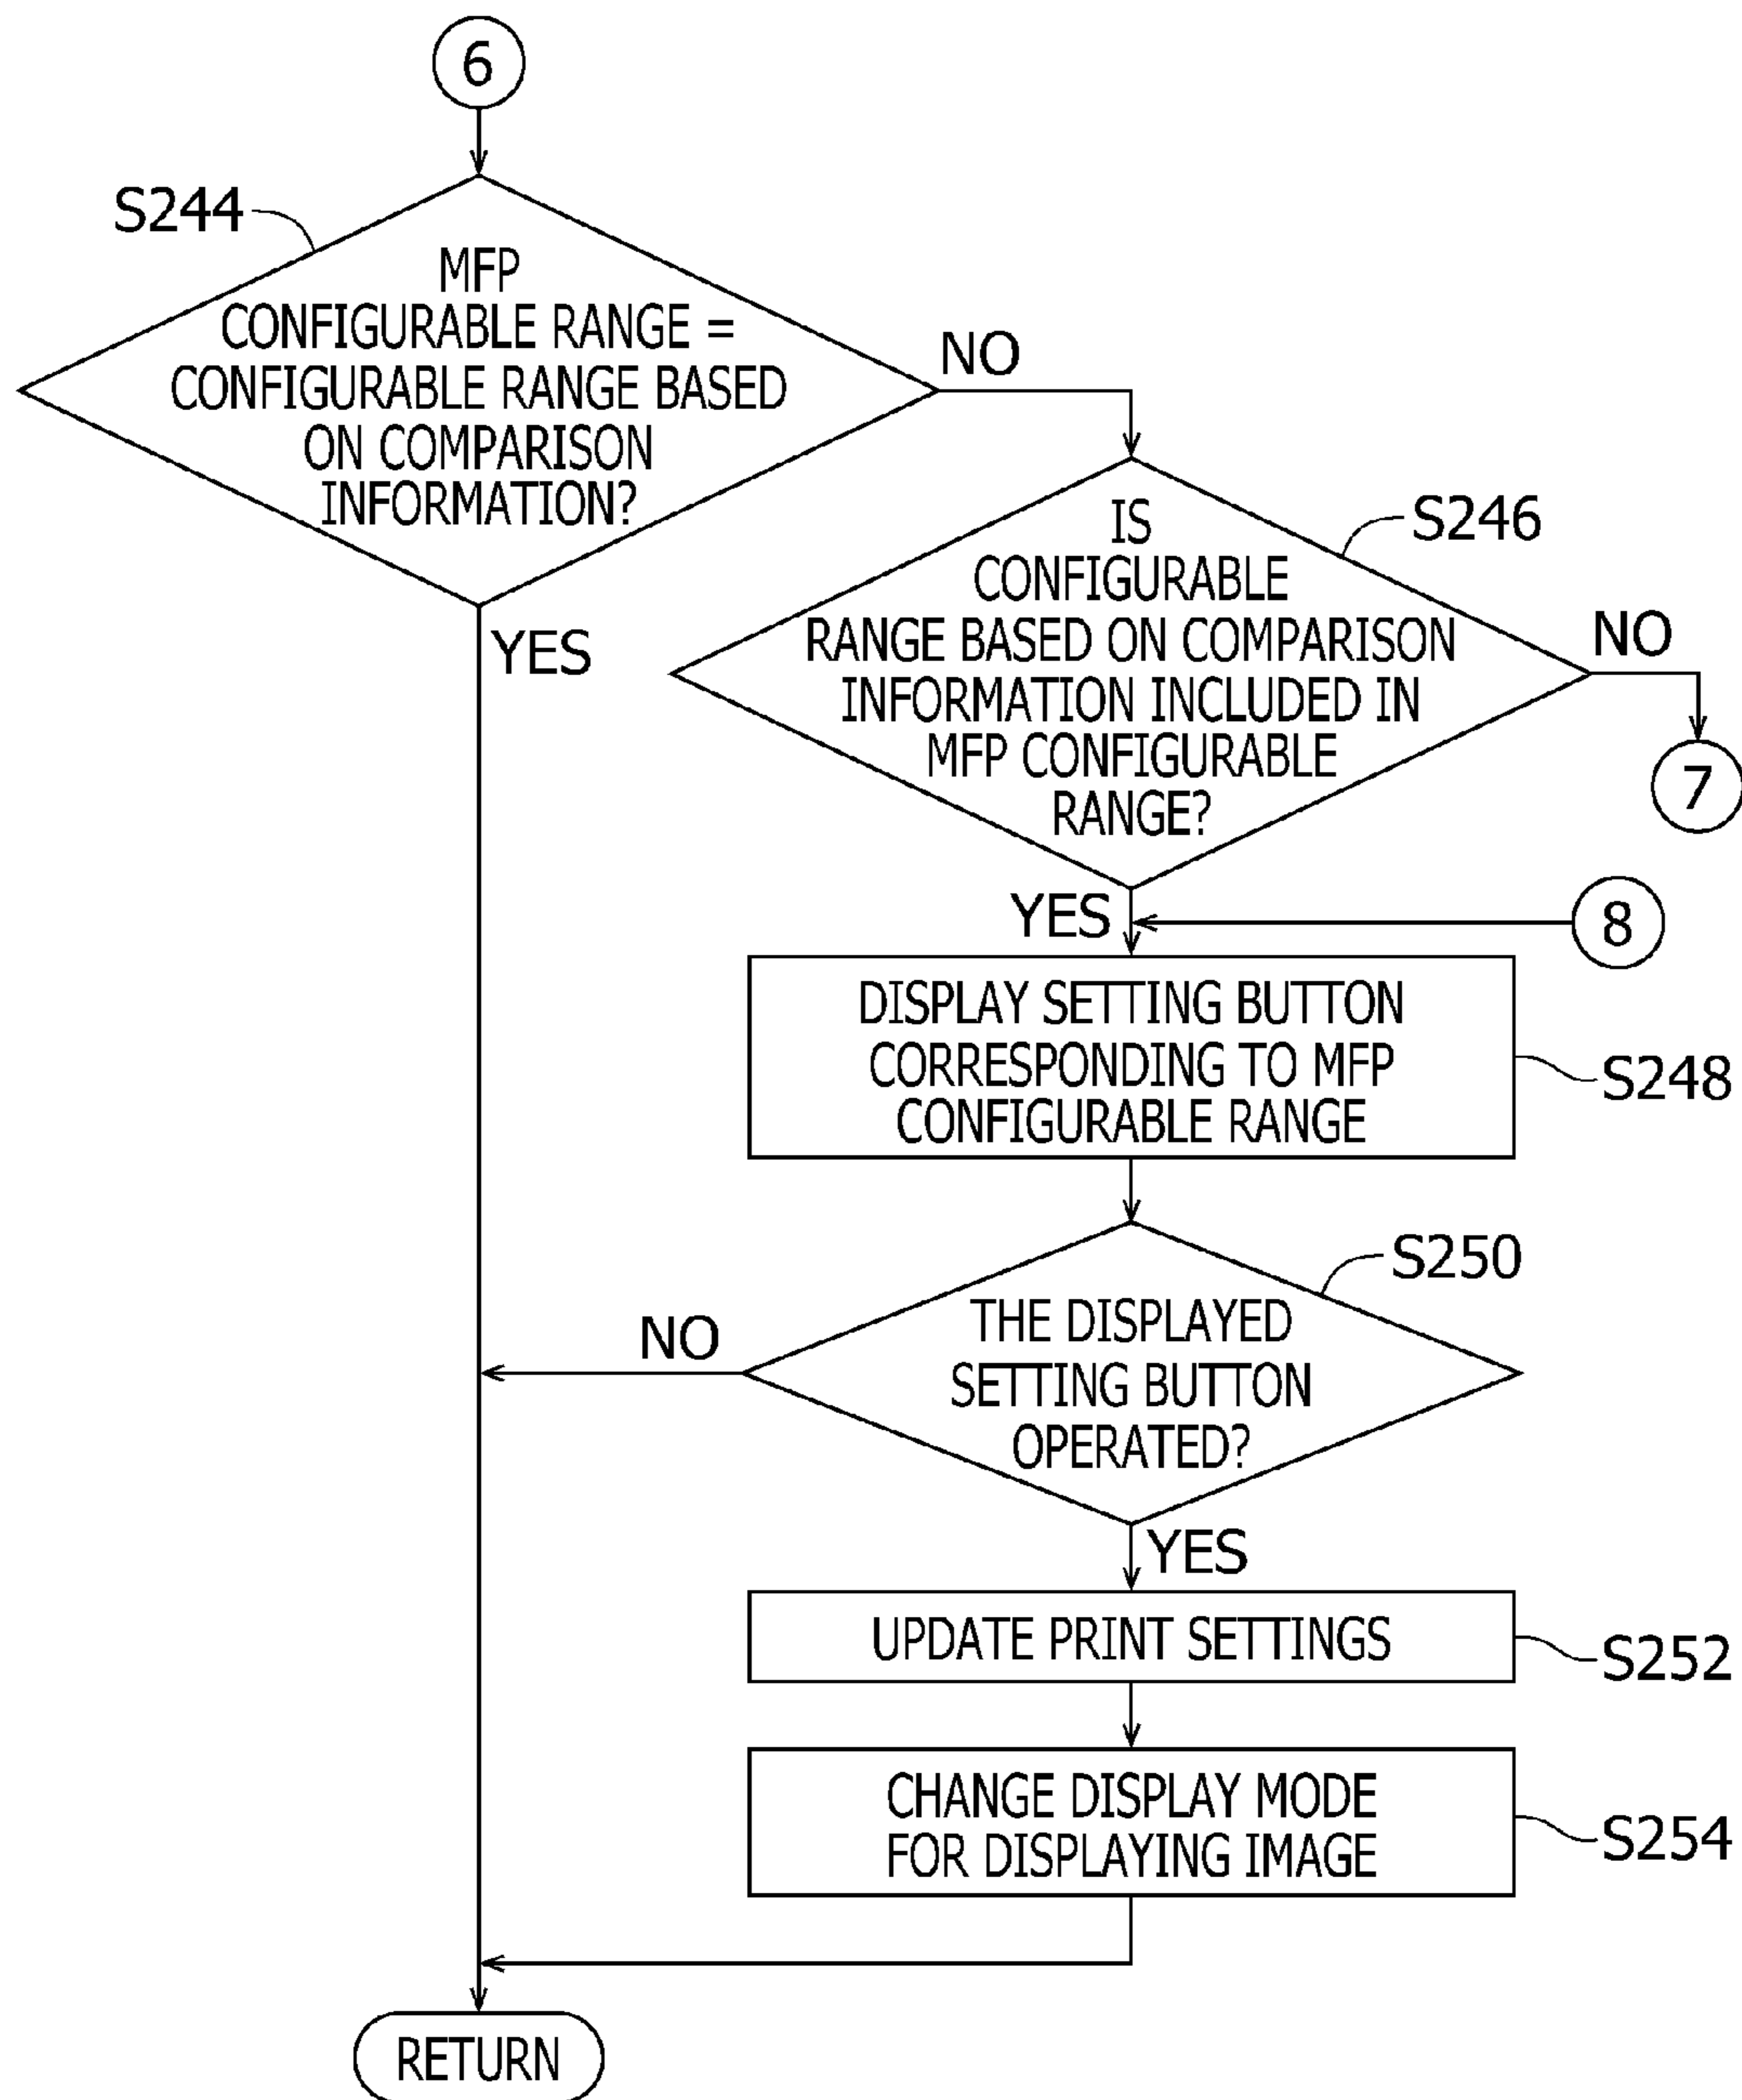 6
S244
MFP
CONFIGURABLE RANGE =
CONFIGURABLE RANGE BASED
ON COMPARISON
INFORMATION?
NO
YES
S246
IS
CONFIGURABLE
RANGE BASED ON COMPARISON
INFORMATION INCLUDED IN
MFP CONFIGURABLE
RANGE?
NO
7
YES
8
DISPLAY SETTING BUTTON
CORRESPONDING TO MFP
CONFIGURABLE RANGE
S248
S250
THE DISPLAYED
SETTING BUTTON
OPERATED?
NO
YES
UPDATE PRINT SETTINGS
S252
CHANGE DISPLAY MODE
FOR DISPLAYING IMAGE
S254
RETURN